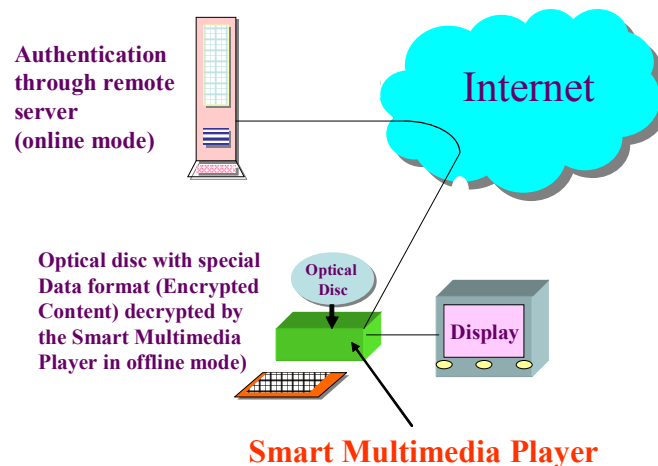 Authentication
through remote
server
(online mode)
Internet
Optical disc with special
Data format (Encrypted
Content) decrypted by
the Smart Multimedia
Player in offline mode)
Optical
Disc
Display
Smart Multimedia Player